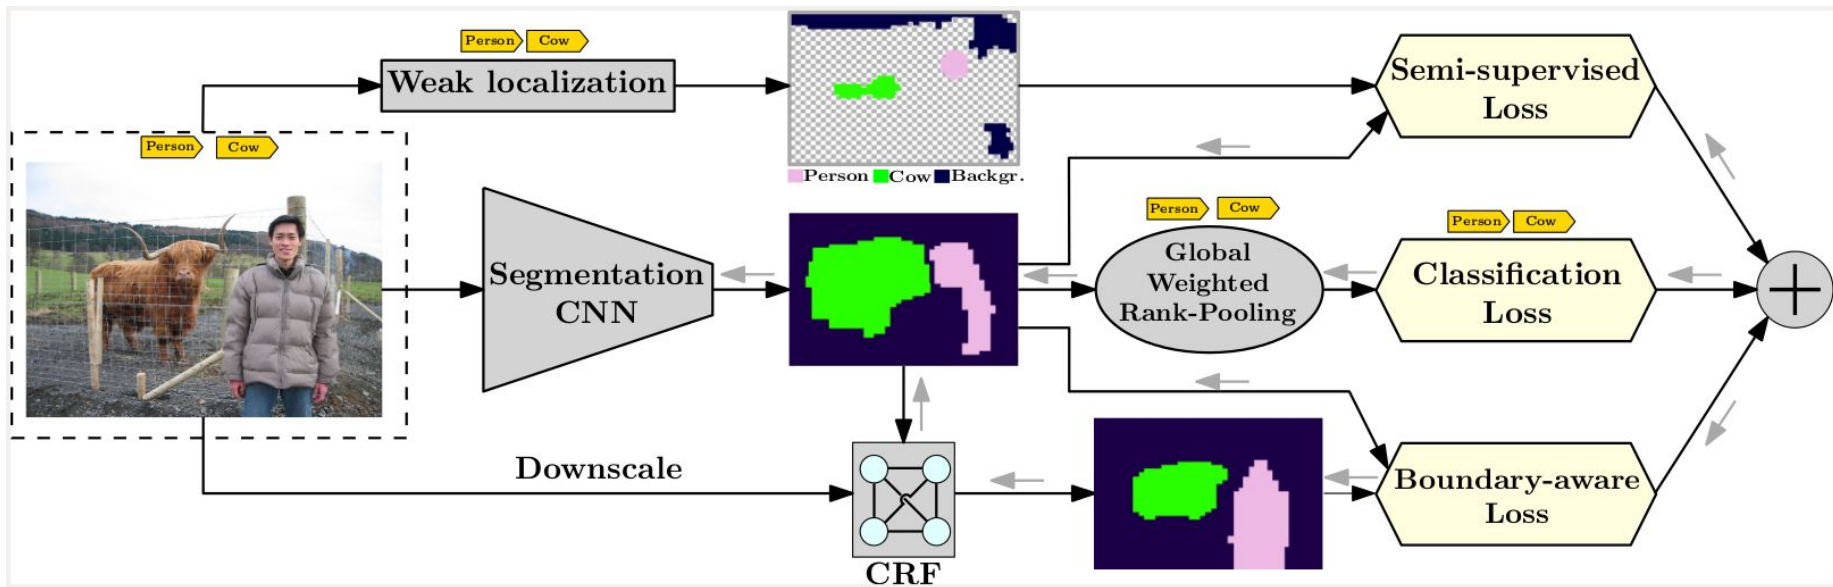 Person Cow
Weak localization
Person Cow
Person Cow Backgr.
Semi-supervised
Loss
Segmentation
CNN
Person Cow
Global
Weighted
Rank-Pooling
Person Cow
Classification
Loss
Downscale
CRF
Boundary-aware
Loss